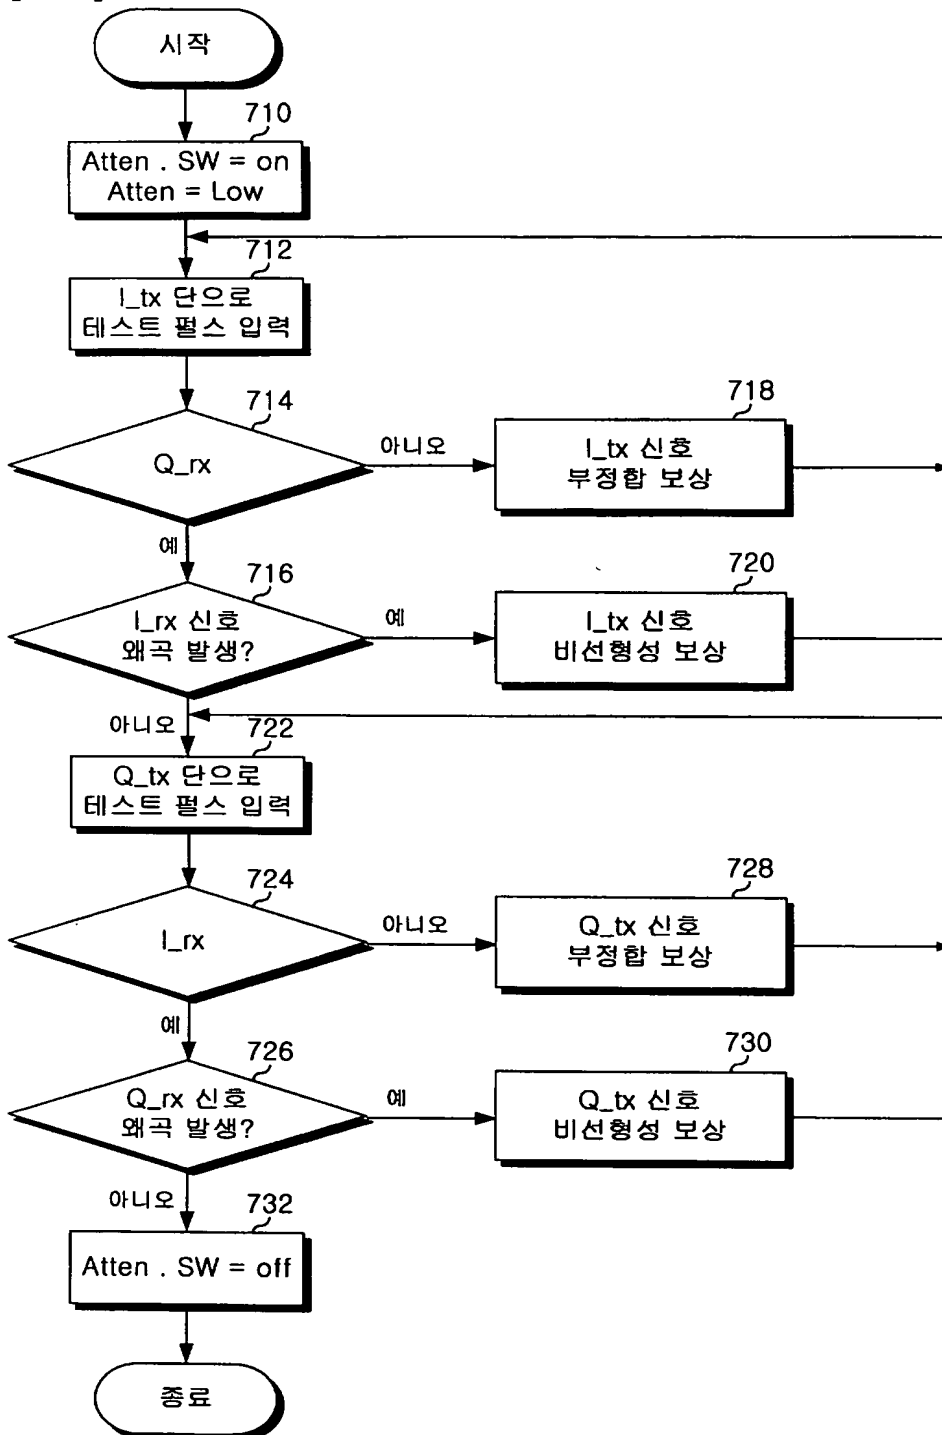 시작
710
Atten . SW = on
Atten = Low
712
I_tx 단으로
테스트 펄스 입력
714
Q_rx
아니오
718
I_tx 신호
부정합 보상
예
716
I_rx 신호
왜곡 발생?
예
720
I_tx 신호
비선형성 보상
아니오
722
Q_tx 단으로
테스트 펄스 입력
724
I_rx
아니오
728
Q_tx 신호
부정합 보상
예
726
Q_rx 신호
왜곡 발생?
예
730
Q_tx 신호
비선형성 보상
아니오
732
Atten . SW = off
종료